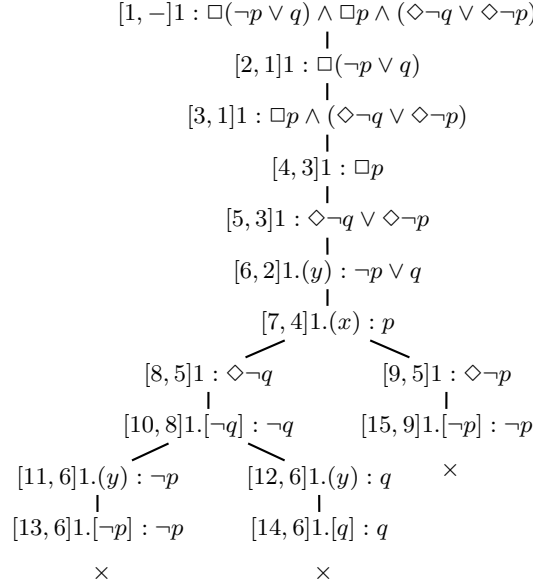 [1, −]1 : □(¬p ∨ q) ∧ □p ∧ (◇¬q ∨ ◇¬p)
[2, 1]1 : □(¬p ∨ q)
[3, 1]1 : □p ∧ (◇¬q ∨ ◇¬p)
[4, 3]1 : □p
[5, 3]1 : ◇¬q ∨ ◇¬p
[6, 2]1.(y) : ¬p ∨ q
[7, 4]1.(x) : p
[8, 5]1 : ◇¬q [9, 5]1 : ◇¬p
[10, 8]1.[¬q] : ¬q [15, 9]1.[¬p] : ¬p
×
[11, 6]1.(y) : ¬p [12, 6]1.(y) : q
[13, 6]1.[¬p] : ¬p [14, 6]1.[q] : q
× ×